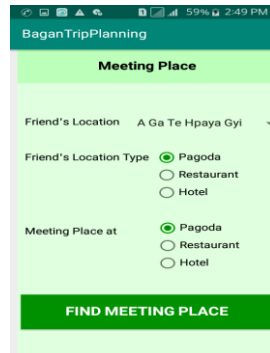 59% 2:49 PM
BaganTripPlanning
Meeting Place
Friend's Location A Ga Te Hpaya Gyi
Friend's Location Type Pagoda
Restaurant
Hotel
Meeting Place at Pagoda
Restaurant
Hotel
FIND MEETING PLACE